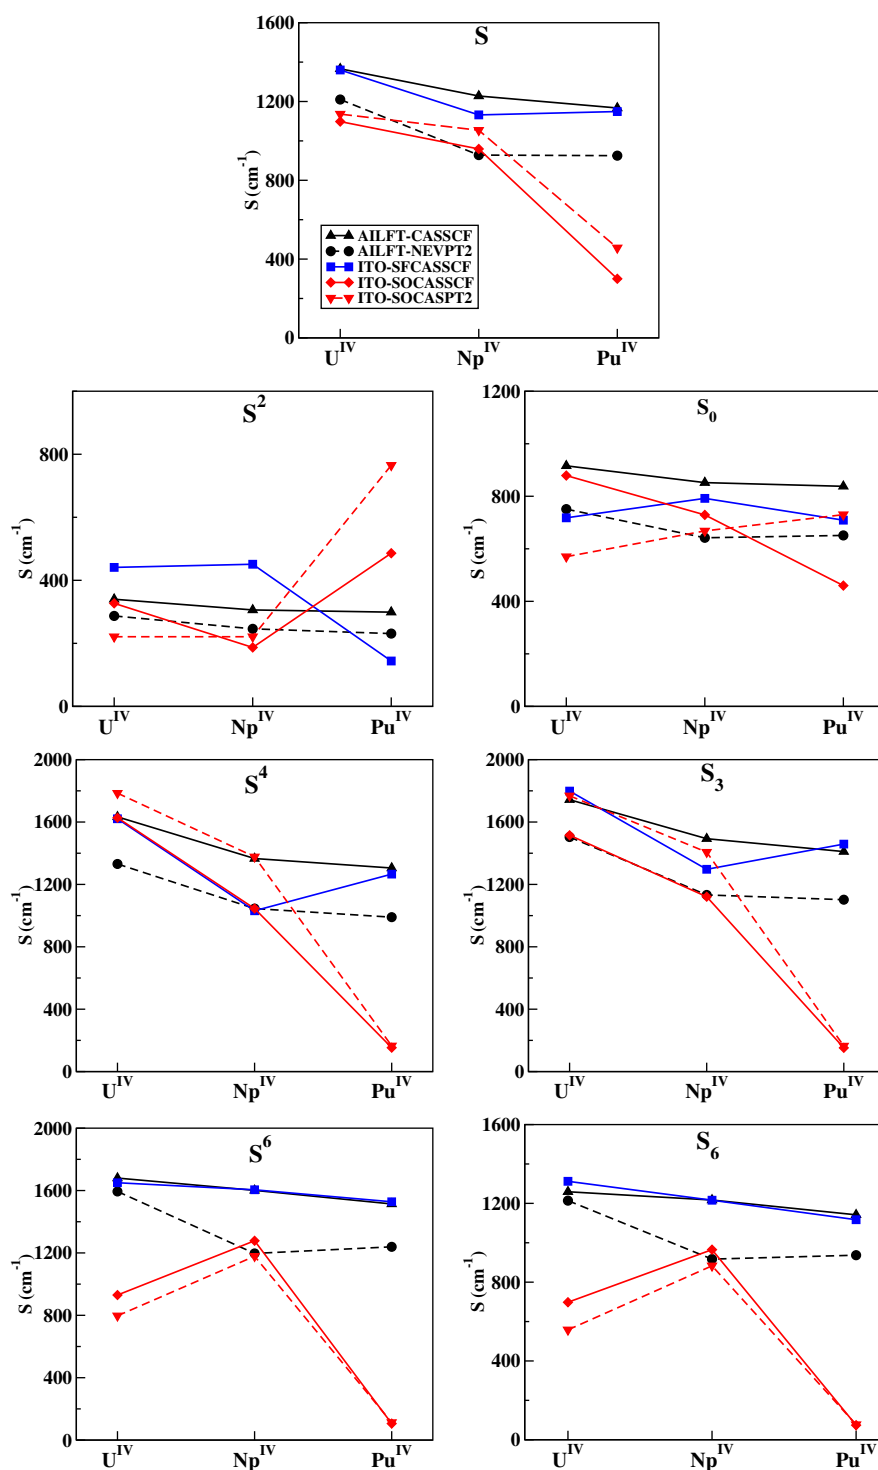 S
1600
1200
800
400
0
S (cm⁻¹)
AILFT-CASSCF
AILFT-NEVPT2
ITO-SFCASSCF
ITO-SOCASSCF
ITO-SOCASPT2
Uᴵⱽ Npᴵⱽ Puᴵⱽ
S²
800
400
0
S (cm⁻¹)
Uᴵⱽ Npᴵⱽ Puᴵⱽ
S₀
1200
800
400
0
S (cm⁻¹)
Uᴵⱽ Npᴵⱽ Puᴵⱽ
S⁴
2000
1600
1200
800
400
0
S (cm⁻¹)
Uᴵⱽ Npᴵⱽ Puᴵⱽ
S₃
2000
1600
1200
800
400
0
S (cm⁻¹)
Uᴵⱽ Npᴵⱽ Puᴵⱽ
S⁶
2000
1600
1200
800
400
0
S (cm⁻¹)
Uᴵⱽ Npᴵⱽ Puᴵⱽ
S₆
1600
1200
800
400
0
S (cm⁻¹)
Uᴵⱽ Npᴵⱽ Puᴵⱽ